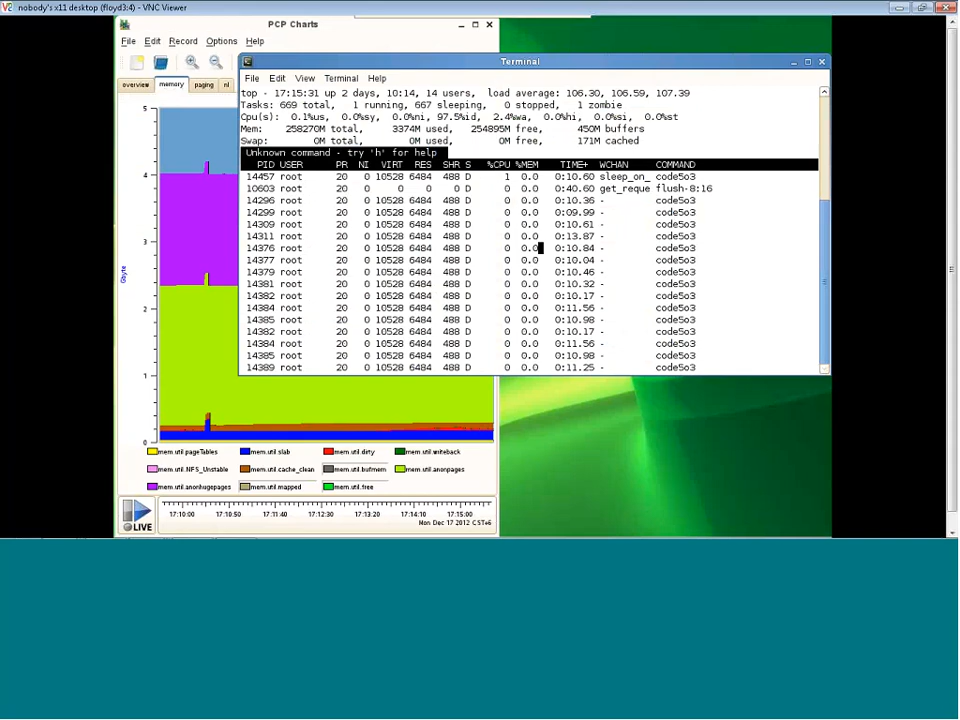 nobody's x11 desktop (floyd3:4) - VNC Viewer
PCP Charts
File Edit Record Options Help
overview memory paging nl
Terminal
File Edit View Terminal Help
top - 17:15:31 up 2 days, 10:14, 14 users, load average: 106.30, 106.59, 107.39
Tasks: 669 total, 1 running, 667 sleeping, 0 stopped, 1 zombie
Cpu(s): 0.1%us, 0.0%sy, 0.0%ni, 97.5%id, 2.4%wa, 0.0%hi, 0.0%si, 0.0%st
Mem: 258270M total, 3374M used, 254895M free, 450M buffers
Swap: 0M total, 0M used, 0M free, 171M cached
Unknown command - try 'h' for help
PID USER PR NI VIRT RES SHR S %CPU %MEM TIME+ WCHAN COMMAND
14457 root 20 0 10528 6484 488 D 1 0.0 0:10.60 sleep_on_ code5o3
10603 root 20 0 0 0 0 D 0 0.0 0:40.60 get_reque flush-8:16
14296 root 20 0 10528 6484 488 D 0 0.0 0:10.36 - code5o3
14299 root 20 0 10528 6484 488 D 0 0.0 0:09.99 - code5o3
14309 root 20 0 10528 6484 488 D 0 0.0 0:10.61 - code5o3
14311 root 20 0 10528 6484 488 D 0 0.0 0:13.87 - code5o3
14376 root 20 0 10528 6484 488 D 0 0.0 0:10.84 - code5o3
14377 root 20 0 10528 6484 488 D 0 0.0 0:10.04 - code5o3
14379 root 20 0 10528 6484 488 D 0 0.0 0:10.46 - code5o3
14381 root 20 0 10528 6484 488 D 0 0.0 0:10.32 - code5o3
14382 root 20 0 10528 6484 488 D 0 0.0 0:10.17 - code5o3
14384 root 20 0 10528 6484 488 D 0 0.0 0:11.56 - code5o3
14385 root 20 0 10528 6484 488 D 0 0.0 0:10.98 - code5o3
14382 root 20 0 10528 6484 488 D 0 0.0 0:10.17 - code5o3
14384 root 20 0 10528 6484 488 D 0 0.0 0:11.56 - code5o3
14385 root 20 0 10528 6484 488 D 0 0.0 0:10.98 - code5o3
14389 root 20 0 10528 6484 488 D 0 0.0 0:11.25 - code5o3
5
4
3
2
1
0
Gbyte
mem.util.pageTables mem.util.slab mem.util.dirty mem.util.writeback
mem.util.NFS_Unstable mem.util.cache_clean mem.util.bufmem mem.util.anonpages
mem.util.anonhugepages mem.util.mapped mem.util.free
LIVE
17:10:00 17:10:50 17:11:40 17:12:30 17:13:20 17:14:10 17:15:00
Mon Dec 17 2012 CST+6